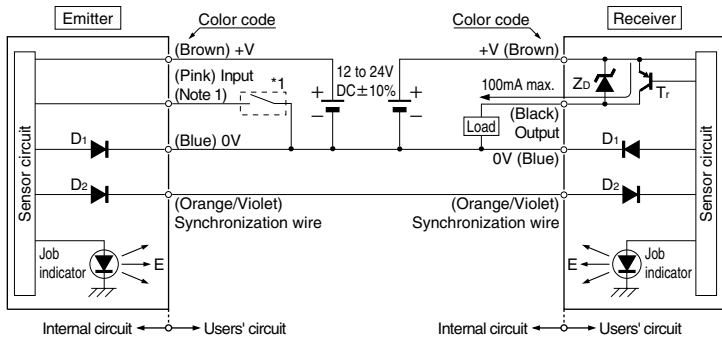 Emitter
Color code
Color code
Receiver
(Brown) +V
12 to 24V
DC±10%
+V (Brown)
(Pink) Input
(Note 1)
*1
+
−
+
−
100mA max.
ZD
Tr
Load
(Black)
Output
Sensor circuit
D1
(Blue) 0V
0V (Blue)
D1
Sensor circuit
D2
(Orange/Violet)
Synchronization wire
(Orange/Violet)
Synchronization wire
D2
Job
indicator
E
E
Job
indicator
Internal circuit
Users' circuit
Internal circuit
Users' circuit